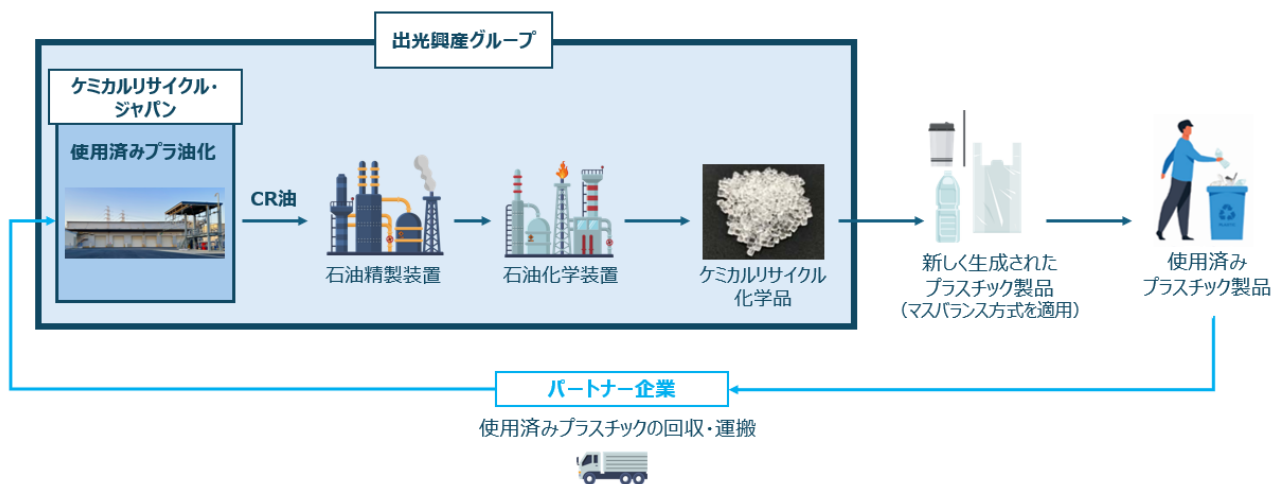 出光興産グループ
ケミカルリサイクル・
ジャパン
使用済みプラ油化
CR油
石油精製装置
石油化学装置
ケミカルリサイクル
化学品
新しく生成された
プラスチック製品
(マスバランス方式を適用)
使用済み
プラスチック製品
パートナー企業
使用済みプラスチックの回収・運搬